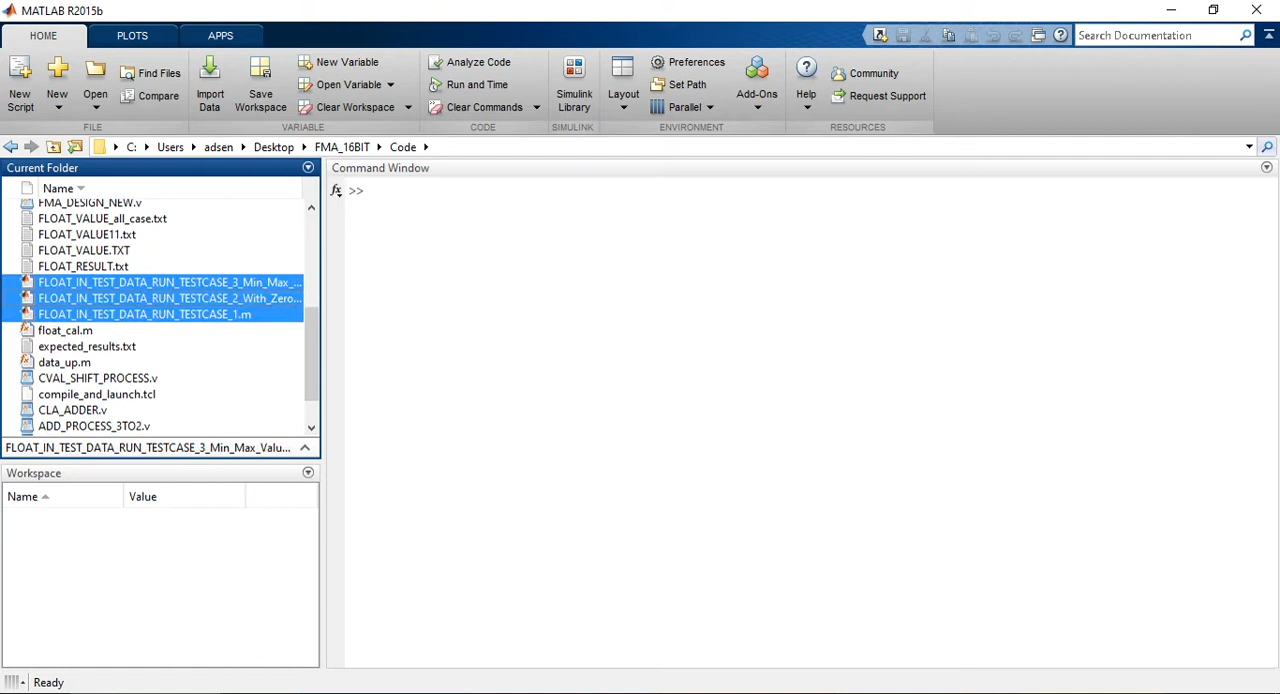 MATLAB R2015b
HOME PLOTS APPS
Search Documentation
New Script
New
Open
Find Files
Compare
Import Data
Save Workspace
New Variable
Open Variable
Clear Workspace
Analyze Code
Run and Time
Clear Commands
Simulink Library
Layout
Preferences
Set Path
Parallel
Add-Ons
Help
Community
Request Support
FILE VARIABLE CODE SIMULINK ENVIRONMENT RESOURCES
C: Users adsen Desktop FMA_16BIT Code
Current Folder
Name
FMA_DESIGN_NEW.v
FLOAT_VALUE_all_case.txt
FLOAT_VALUE11.txt
FLOAT_VALUE.TXT
FLOAT_RESULT.txt
FLOAT_IN_TEST_DATA_RUN_TESTCASE_3_Min_Max_...
FLOAT_IN_TEST_DATA_RUN_TESTCASE_2_With_Zero...
FLOAT_IN_TEST_DATA_RUN_TESTCASE_1.m
float_cal.m
expected_results.txt
data_up.m
CVAL_SHIFT_PROCESS.v
compile_and_launch.tcl
CLA_ADDER.v
ADD_PROCESS_3TO2.v
FLOAT_IN_TEST_DATA_RUN_TESTCASE_3_Min_Max_Valu...
Workspace
Name Value
Command Window
fx >>
Ready